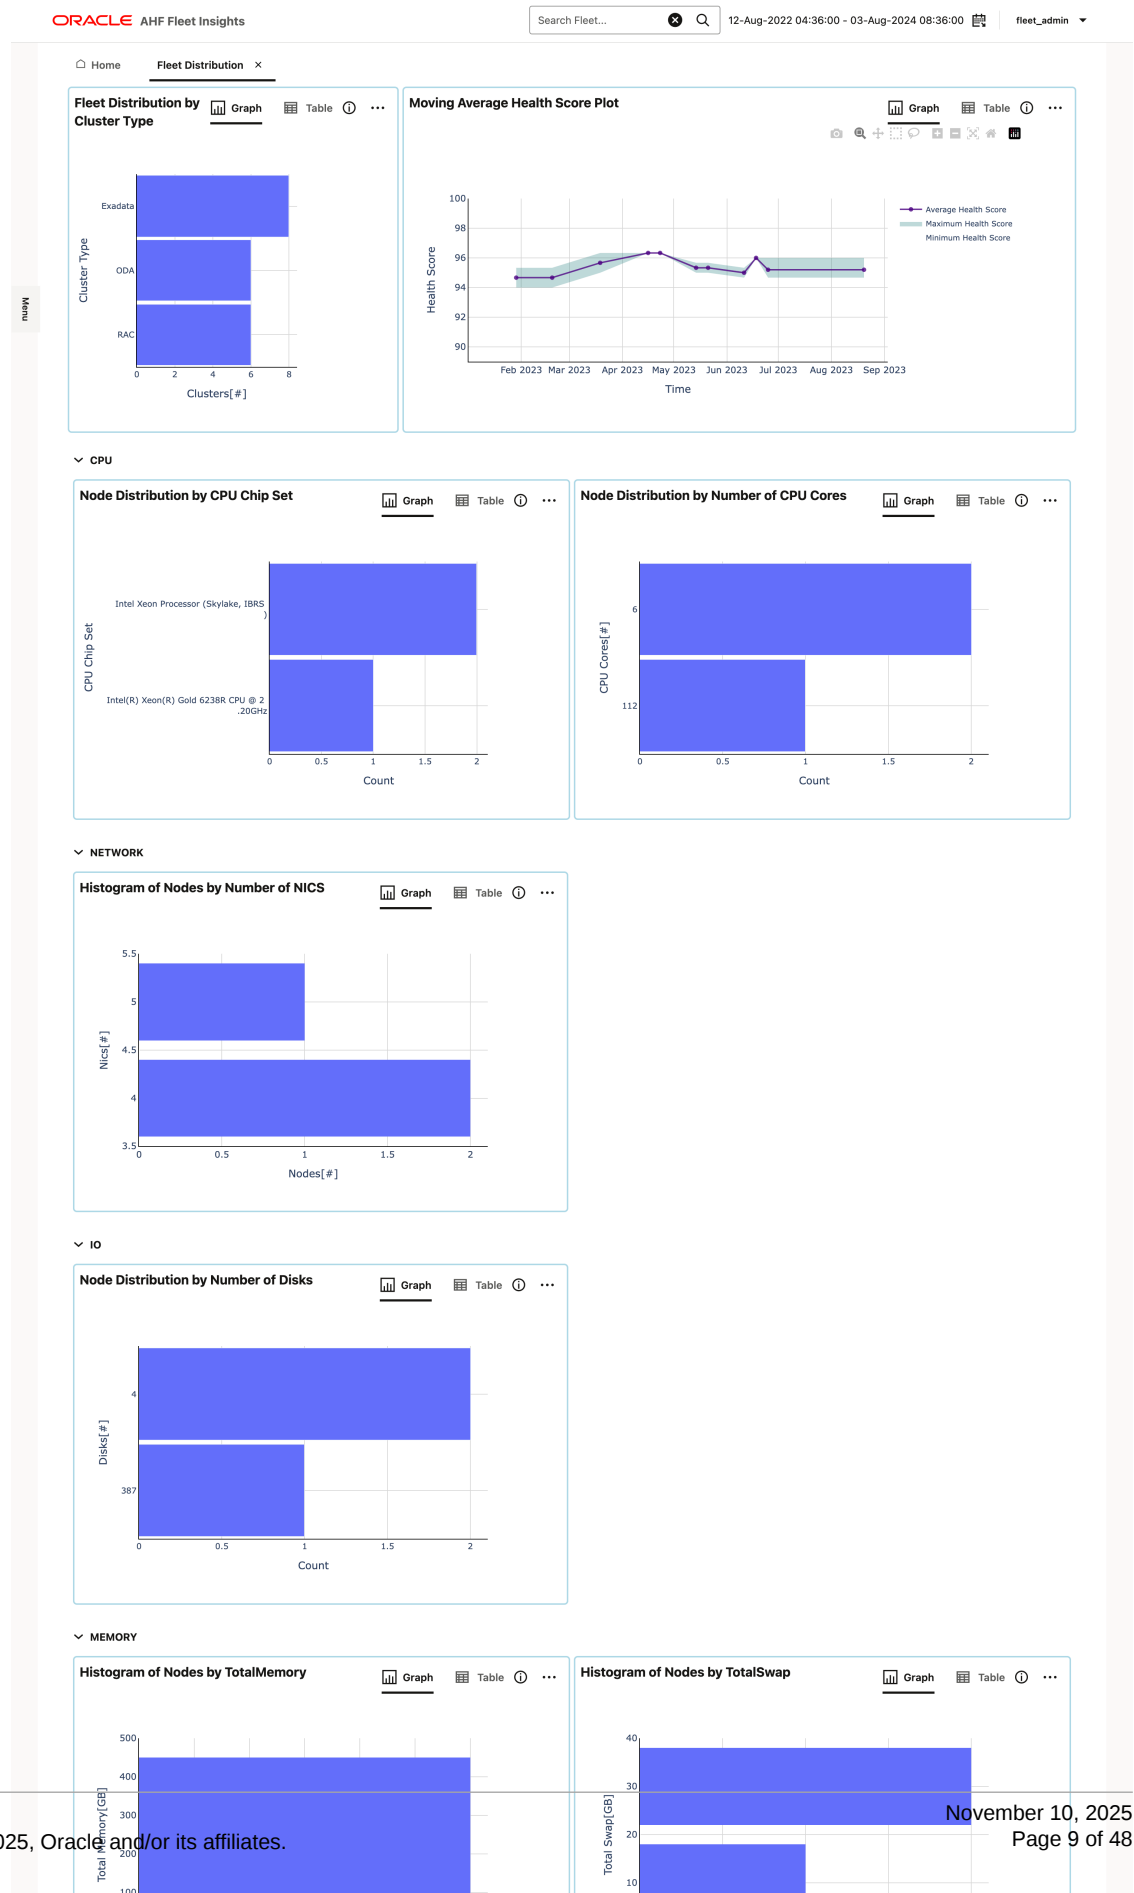 ORACLE AHF Fleet Insights
Search Fleet...
12-Aug-2022 04:36:00 - 03-Aug-2024 08:36:00
fleet_admin
Home
Fleet Distribution ×
Menu
Fleet Distribution by
Cluster Type
Graph
Table
Cluster Type
Exadata
ODA
RAC
0 2 4 6 8
Clusters[#]
Moving Average Health Score Plot
Graph
Table
Health Score
100
98
96
94
92
90
Feb 2023 Mar 2023 Apr 2023 May 2023 Jun 2023 Jul 2023 Aug 2023 Sep 2023
Time
Average Health Score
Maximum Health Score
Minimum Health Score
CPU
Node Distribution by CPU Chip Set
Graph
Table
CPU Chip Set
Intel Xeon Processor (Skylake, IBRS
)
Intel(R) Xeon(R) Gold 6238R CPU @ 2
.20GHz
0 0.5 1 1.5 2
Count
Node Distribution by Number of CPU Cores
Graph
Table
CPU Cores[#]
6
112
0 0.5 1 1.5 2
Count
NETWORK
Histogram of Nodes by Number of NICS
Graph
Table
Nics[#]
5.5
5
4.5
4
3.5
0 0.5 1 1.5 2
Nodes[#]
IO
Node Distribution by Number of Disks
Graph
Table
Disks[#]
4
387
0 0.5 1 1.5 2
Count
MEMORY
Histogram of Nodes by TotalMemory
Graph
Table
Total Memory[GB]
500
400
300
200
100
Histogram of Nodes by TotalSwap
Graph
Table
Total Swap[GB]
40
30
20
10
November 10, 2025
025, Oracle and/or its affiliates.
Page 9 of 48